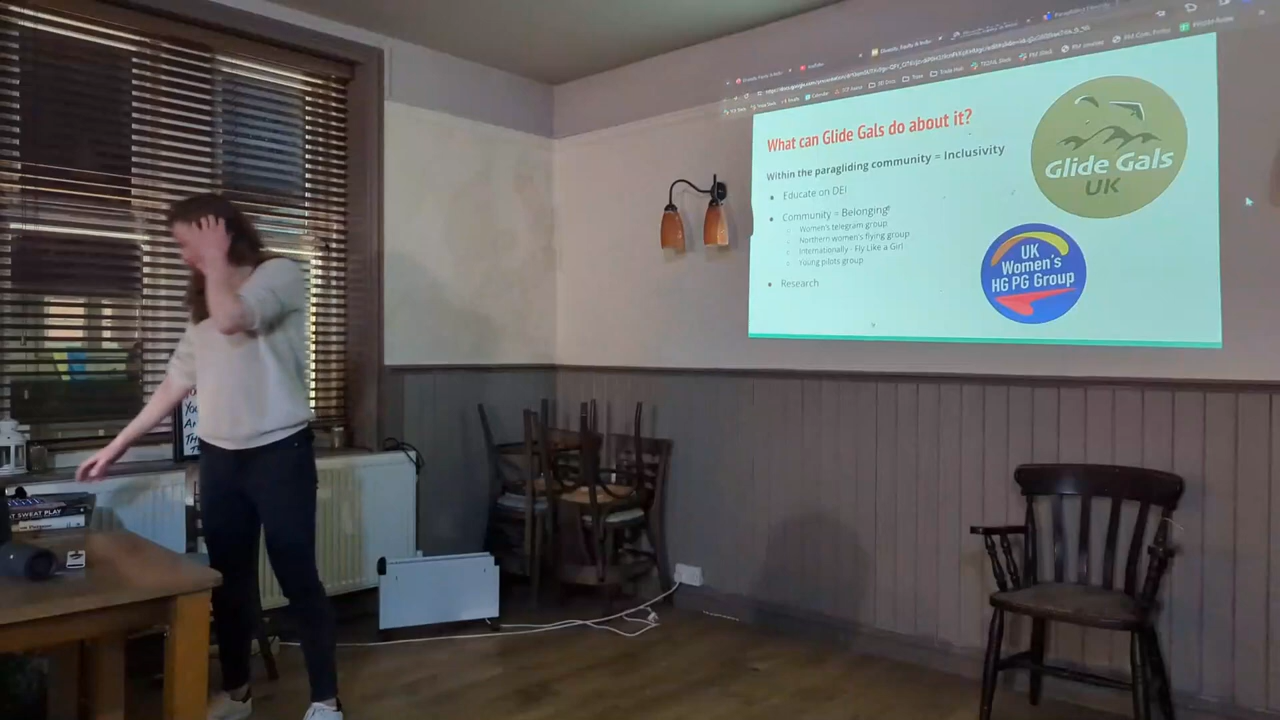 What can Glide Gals do about it?
Within the paragliding community = Inclusivity
Educate on DEI
Community = Belonging
Women's telegram group
Northern women's flying group
Internationally - Fly Like a Girl
Young pilots group
Research
Glide Gals
UK
UK
Women's
HG PG Group
SWEAT PLAY